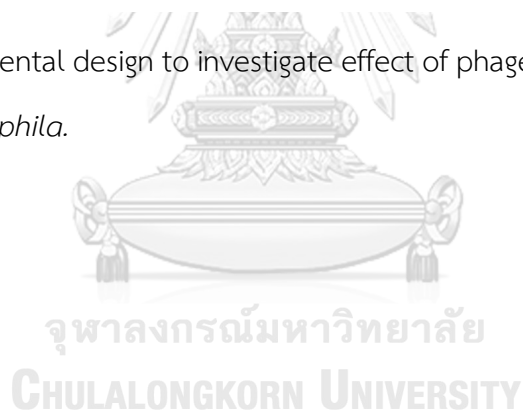 ental design to investigate effect of phage
phila.
จุฬาลงกรณ์มหาวิทยาลัย
CHULALONGKORN UNIVERSITY